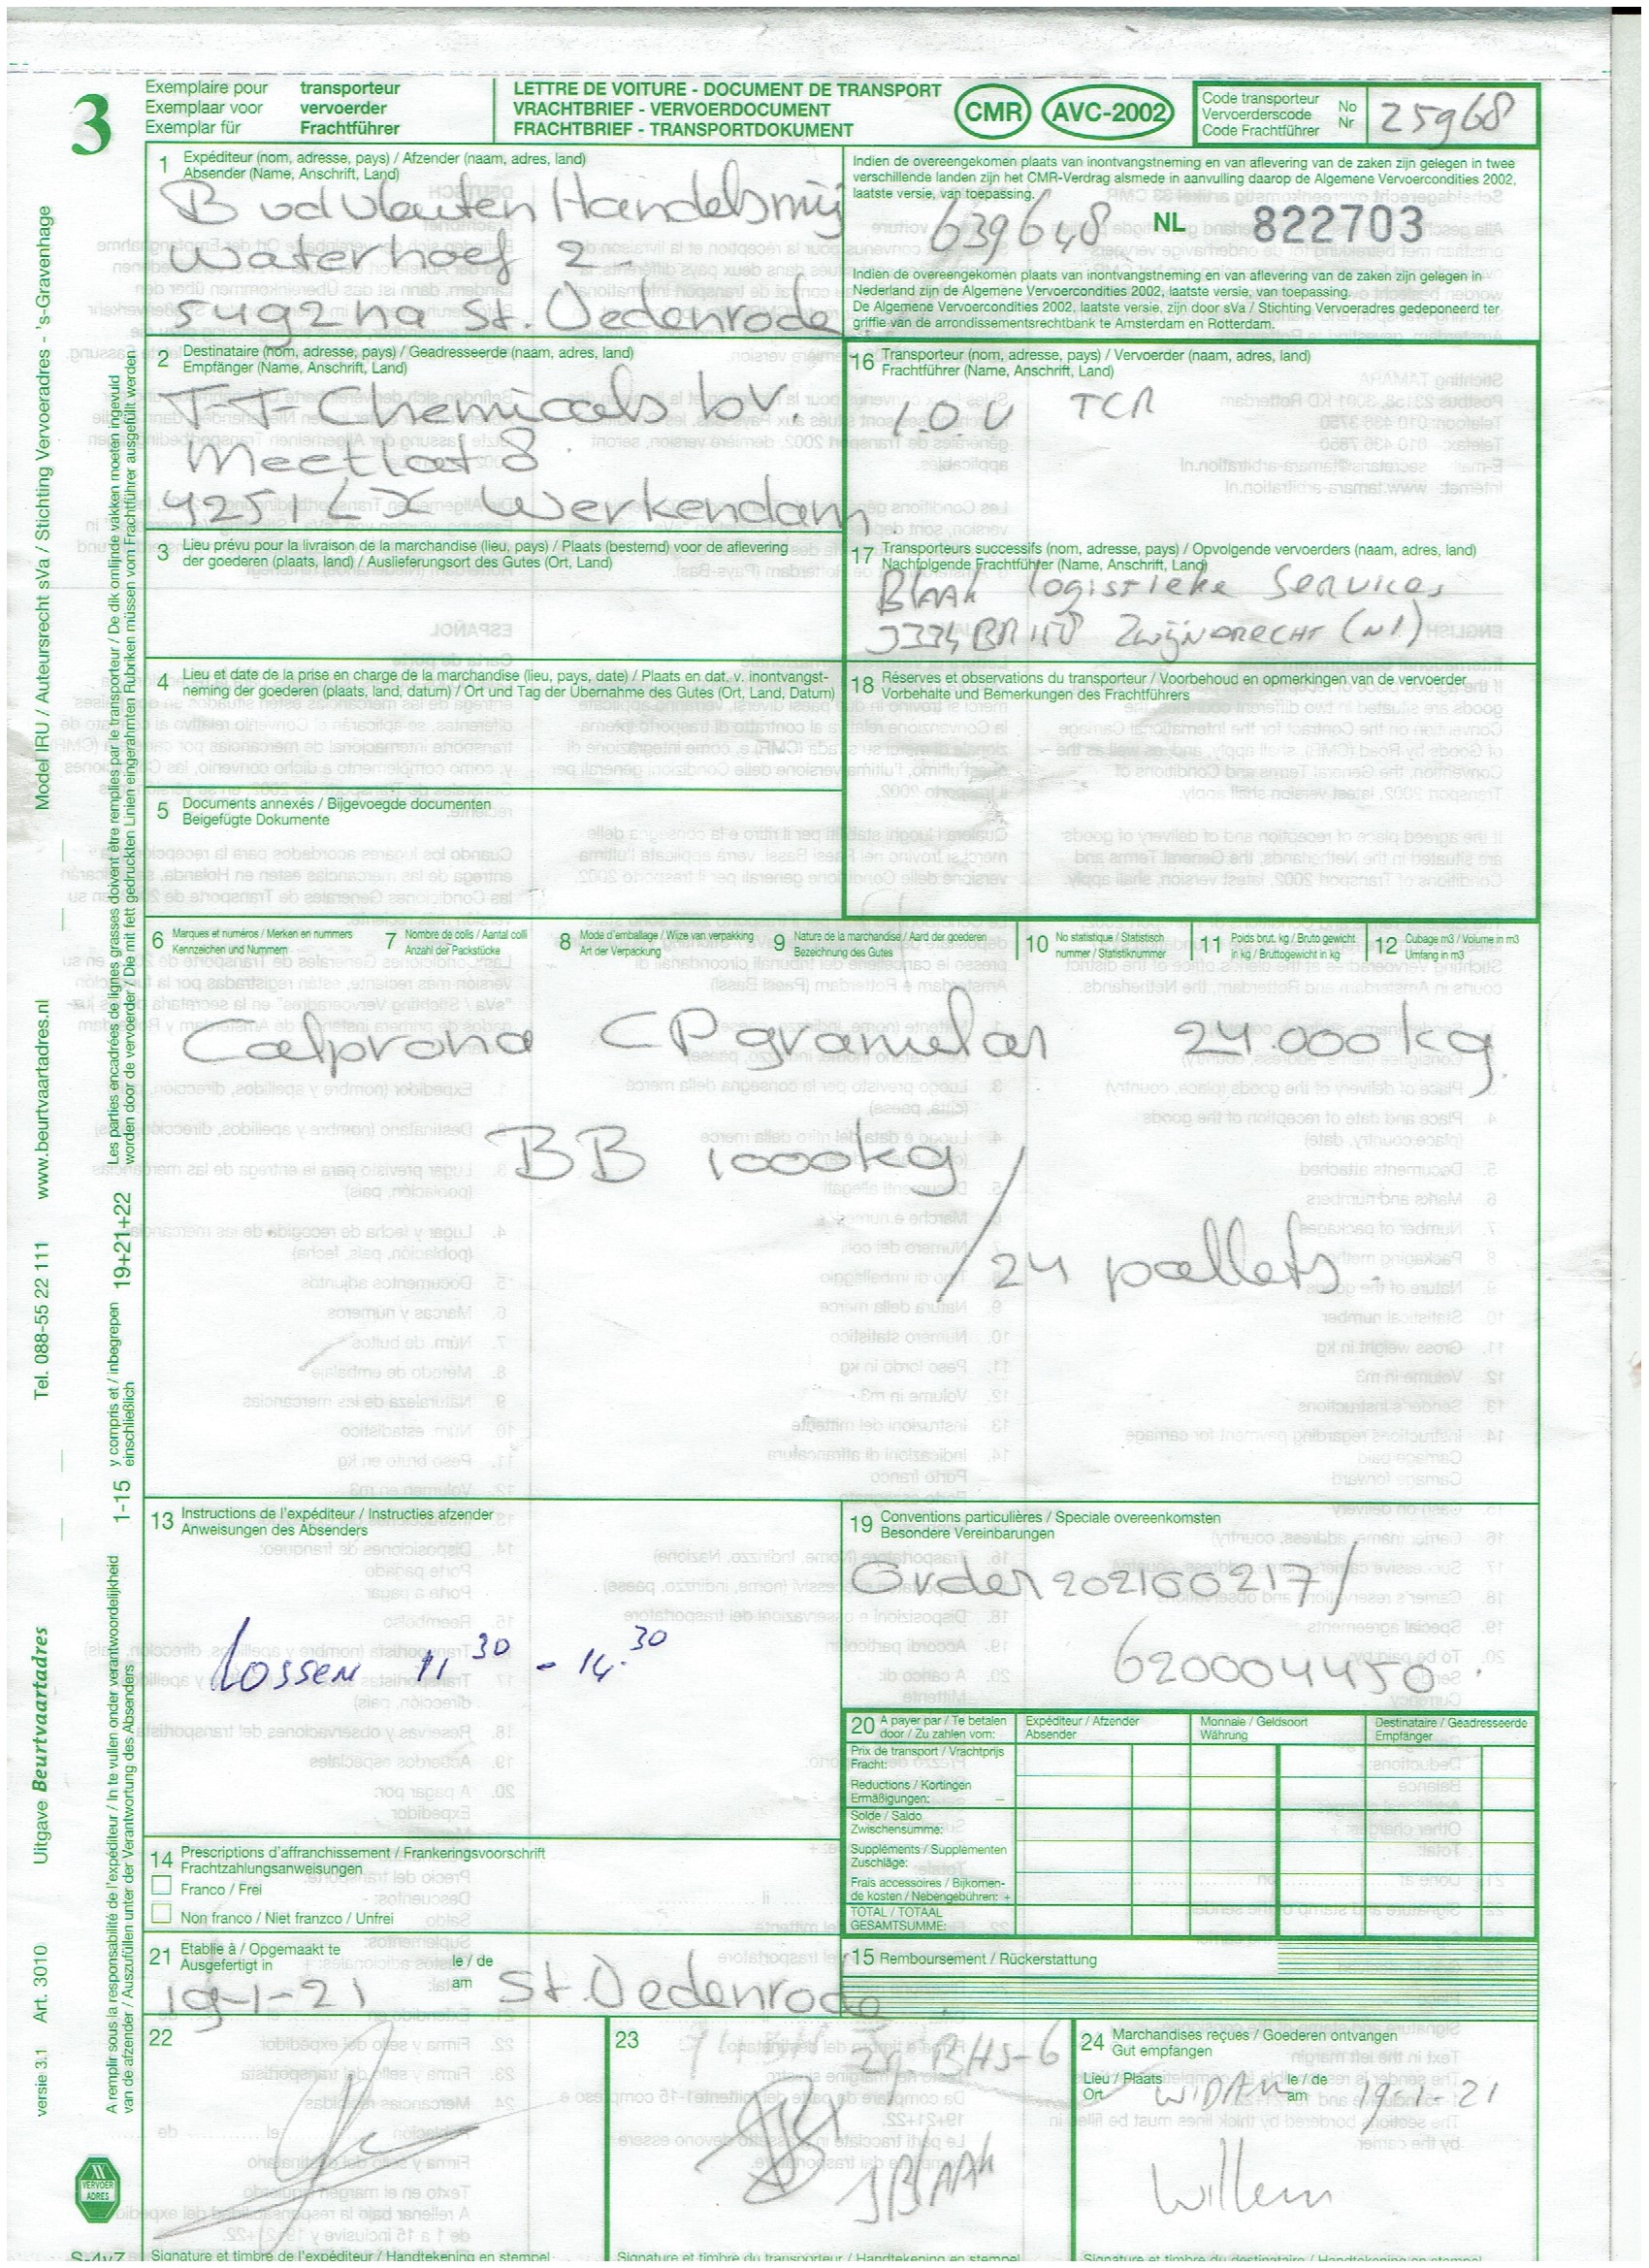 3
Exemplaire pour transporteur
Exemplaar voor vervoerder
Exemplar für Frachtführer
LETTRE DE VOITURE - DOCUMENT DE TRANSPORT
VRACHTBRIEF - VERVOERDOCUMENT
FRACHTBRIEF - TRANSPORTDOKUMENT
CMR
AVC-2002
Code transporteur
Vervoerderscode
Code Frachtführer
No
Nr
25968
1 Expéditeur (nom, adresse, pays) / Afzender (naam, adres, land)
Absender (Name, Anschrift, Land)
B vd Vleuten Handelsmij
Waterhoef 2
5492na St. Oedenrode
Indien de overeengekomen plaats van inontvangstneming en van aflevering van de zaken zijn gelegen in twee
verschillende landen zijn het CMR-Verdrag alsmede in aanvulling daarop de Algemene Vervoercondities 2002,
laatste versie, van toepassing.
639648 NL 822703
Indien de overeengekomen plaats van inontvangstneming en van aflevering van de zaken zijn gelegen in
Nederland zijn de Algemene Vervoercondities 2002, laatste versie, van toepassing.
De Algemene Vervoercondities 2002, laatste versie, zijn door sVa / Stichting Vervoeradres gedeponeerd ter
griffie van de arrondissementsrechtbank te Amsterdam en Rotterdam.
2 Destinataire (nom, adresse, pays) / Geadresseerde (naam, adres, land)
Empfänger (Name, Anschrift, Land)
Chemicals bv.
Meetlat 8
4251 LX Werkendam
16 Transporteur (nom, adresse, pays) / Vervoerder (naam, adres, land)
Frachtführer (Name, Anschrift, Land)
I.O.V TCR
3 Lieu prévu pour la livraison de la marchandise (lieu, pays) / Plaats (bestemd) voor de aflevering
der goederen (plaats, land) / Auslieferungsort des Gutes (Ort, Land)
17 Transporteurs successifs (nom, adresse, pays) / Opvolgende vervoerders (naam, adres, land)
Nachfolgende Frachtführer (Name, Anschrift, Land)
Blaak logistieke Services
Zwijndrecht (Nl)
4 Lieu et date de la prise en charge de la marchandise (lieu, pays, date) / Plaats en dat. v. inontvangst-
neming der goederen (plaats, land, datum) / Ort und Tag der Übernahme des Gutes (Ort, Land, Datum)
18 Réserves et observations du transporteur / Voorbehoud en opmerkingen van de vervoerder
Vorbehalte und Bemerkungen des Frachtführers
5 Documents annexés / Bijgevoegde documenten
Beigefügte Dokumente
6 Marques et numéros / Merken en nummers
Kennzeichen und Nummern
7 Nombre de colis / Aantal colli
Anzahl der Packstücke
8 Mode d'emballage / Wijze van verpakking
Art der Verpackung
9 Nature de la marchandise / Aard der goederen
Bezeichnung des Gutes
10 No statistique / Statistisch
nummer / Statistiknummer
11 Poids brut. kg / Bruto gewicht
in kg / Bruttogewicht in kg
12 Cubage m3 / Volume in m3
Umfang in m3
Calprona CP granular 24.000 kg.
BB 1000kg
/24 pallets.
13 Instructions de l'expéditeur / Instructies afzender
Anweisungen des Absenders
Lossen 11 30 - 14.30
19 Conventions particulières / Speciale overeenkomsten
Besondere Vereinbarungen
Order 202100217/
620004450.
20 A payer par / Te betalen
door / Zu zahlen vom:
Expéditeur / Afzender
Absender
Monnaie / Geldsoort
Währung
Destinataire / Geadresseerde
Empfänger
Prix de transport / Vrachtprijs
Fracht:
Reductions / Kortingen
Ermäßigungen: –
Solde / Saldo
Zwischensumme:
Suppléments / Supplementen
Zuschläge:
Frais accessoires / Bijkomen-
de kosten / Nebengebühren: +
TOTAL / TOTAAL
GESAMTSUMME:
14 Prescriptions d'affranchissement / Frankeringsvoorschrift
Frachtzahlungsanweisungen
Franco / Frei
Non franco / Niet franzco / Unfrei
21 Etablie à / Opgemaakt te
Ausgefertigt in
le / de
am
19-1-21 St. Oedenrode
15 Remboursement / Rückerstattung
22
23
24.BHS-6
JBlaak
24 Marchandises reçues / Goederen ontvangen
Gut empfangen
Lieu / Plaats
Ort
le / de
am
WIDAM 19-1-21
Willem
Signature et timbre de l'expéditeur / Handtekening en stempel
Signature et timbre du transporteur / Handtekening en stempel
Signature et timbre du destinataire / Handtekening en stempel
Model IRU / Auteursrecht sVa / Stichting Vervoeradres - 's-Gravenhage
www.beurtvaartadres.nl
Tel. 088-55 22 111
Uitgave Beurtvaartadres
Art. 3010
versie 3.1
Les parties encadrées de lignes grasses doivent être remplies par le transporteur / De dik omlijnde vakken moeten ingevuld
worden door de vervoerder / Die mit fett gedruckten Linien eingerahmten Rubriken müssen vom Frachtführer ausgefüllt werden
19+21+22
y compris et / inbegrepen
einschließlich
1-15
A remplir sous la responsabilité de l'expéditeur / In te vullen onder verantwoordelijkheid
van de afzender / Auszufüllen unter der Verantwortung des Absenders
VERVOER
ADRES